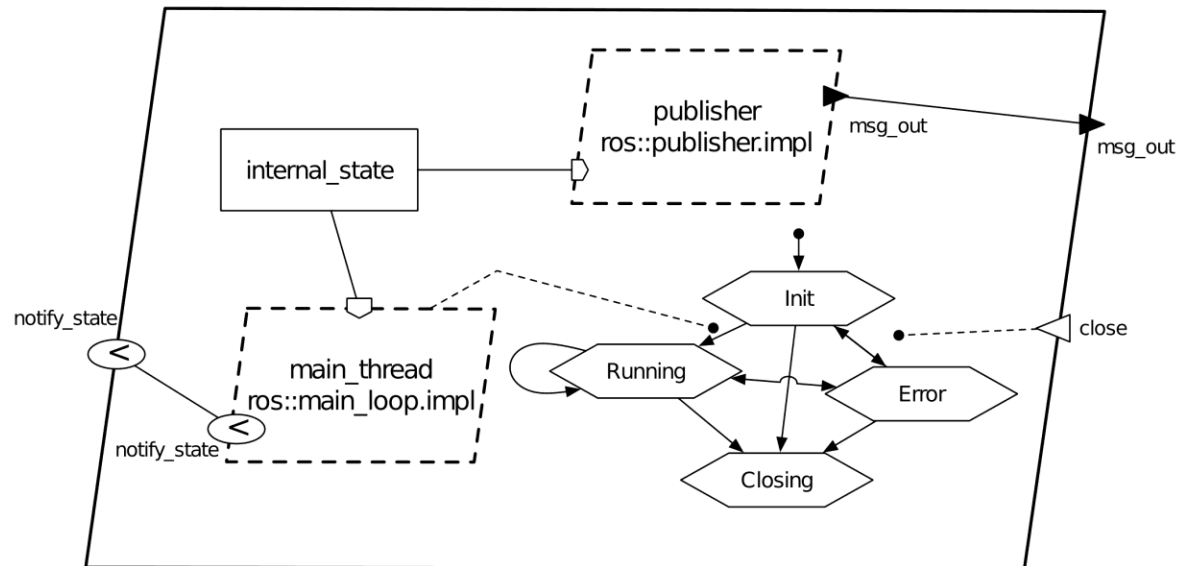 publisher
ros::publisher.impl
msg_out
msg_out
internal_state
Init
notify_state
close
main_thread
ros::main_loop.impl
Running
Error
<
<
notify_state
Closing